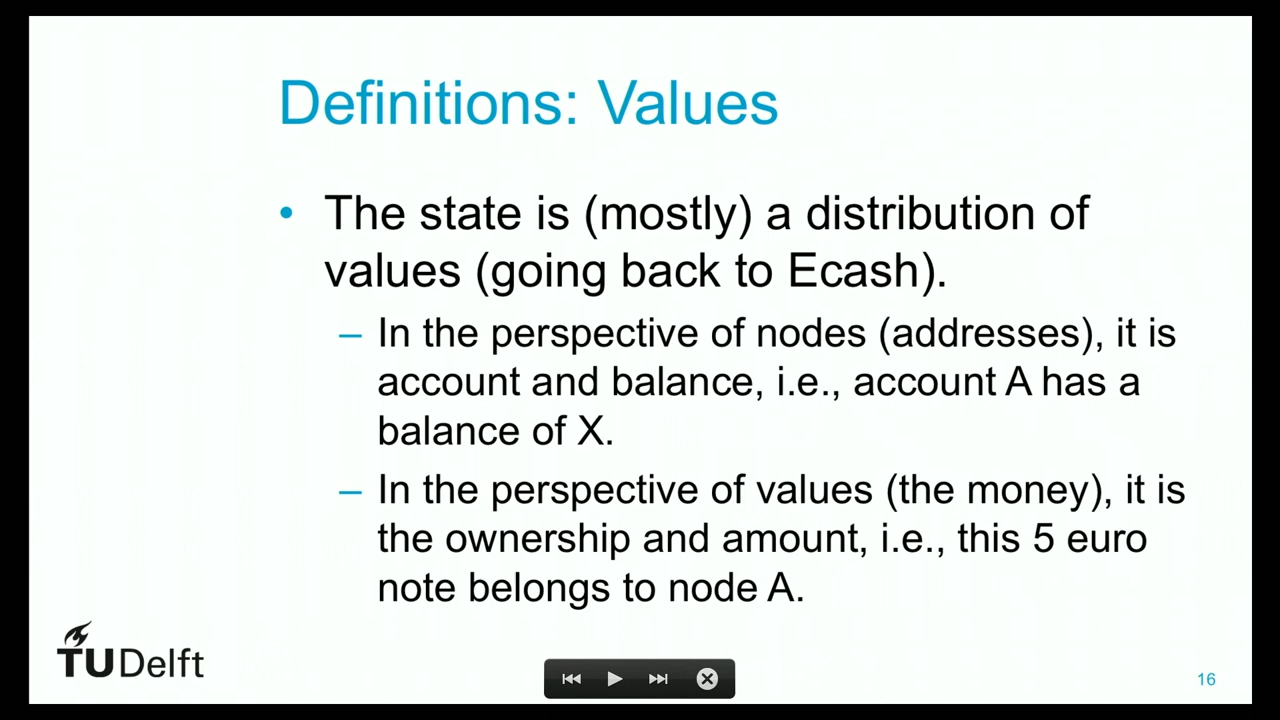 Definitions: Values
• The state is (mostly) a distribution of
values (going back to Ecash).
– In the perspective of nodes (addresses), it is
account and balance, i.e., account A has a
balance of X.
– In the perspective of values (the money), it is
the ownership and amount, i.e., this 5 euro
note belongs to node A.
TUDelft
16